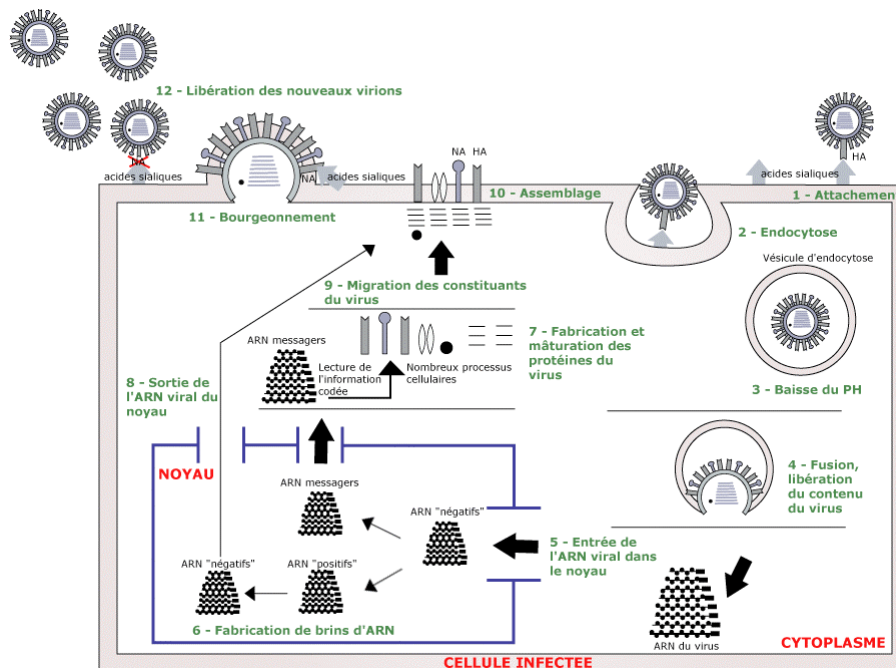 12 - Libération des nouveaux virions
NA
acides sialiques
NA
acides sialiques
11 - Bourgeonnement
NA
HA
10 - Assemblage
HA
1 - Attachement
2 - Endocytose
Vésicule d'endocytose
3 - Baisse du PH
9 - Migration des constituants
du virus
7 - Fabrication et
mâturation des
protéines du
virus
ARN messagers
Lecture de
l'information
codée
Nombreux processus
cellulaires
8 - Sortie de
l'ARN viral du
noyau
4 - Fusion,
libération
du contenu
du virus
NOYAU
ARN messagers
ARN "négatifs"
5 - Entrée de
l'ARN viral dans
le noyau
ARN "négatifs"
ARN "positifs"
6 - Fabrication de brins d'ARN
ARN du virus
CYTOPLASME
CELLULE INFECTEE